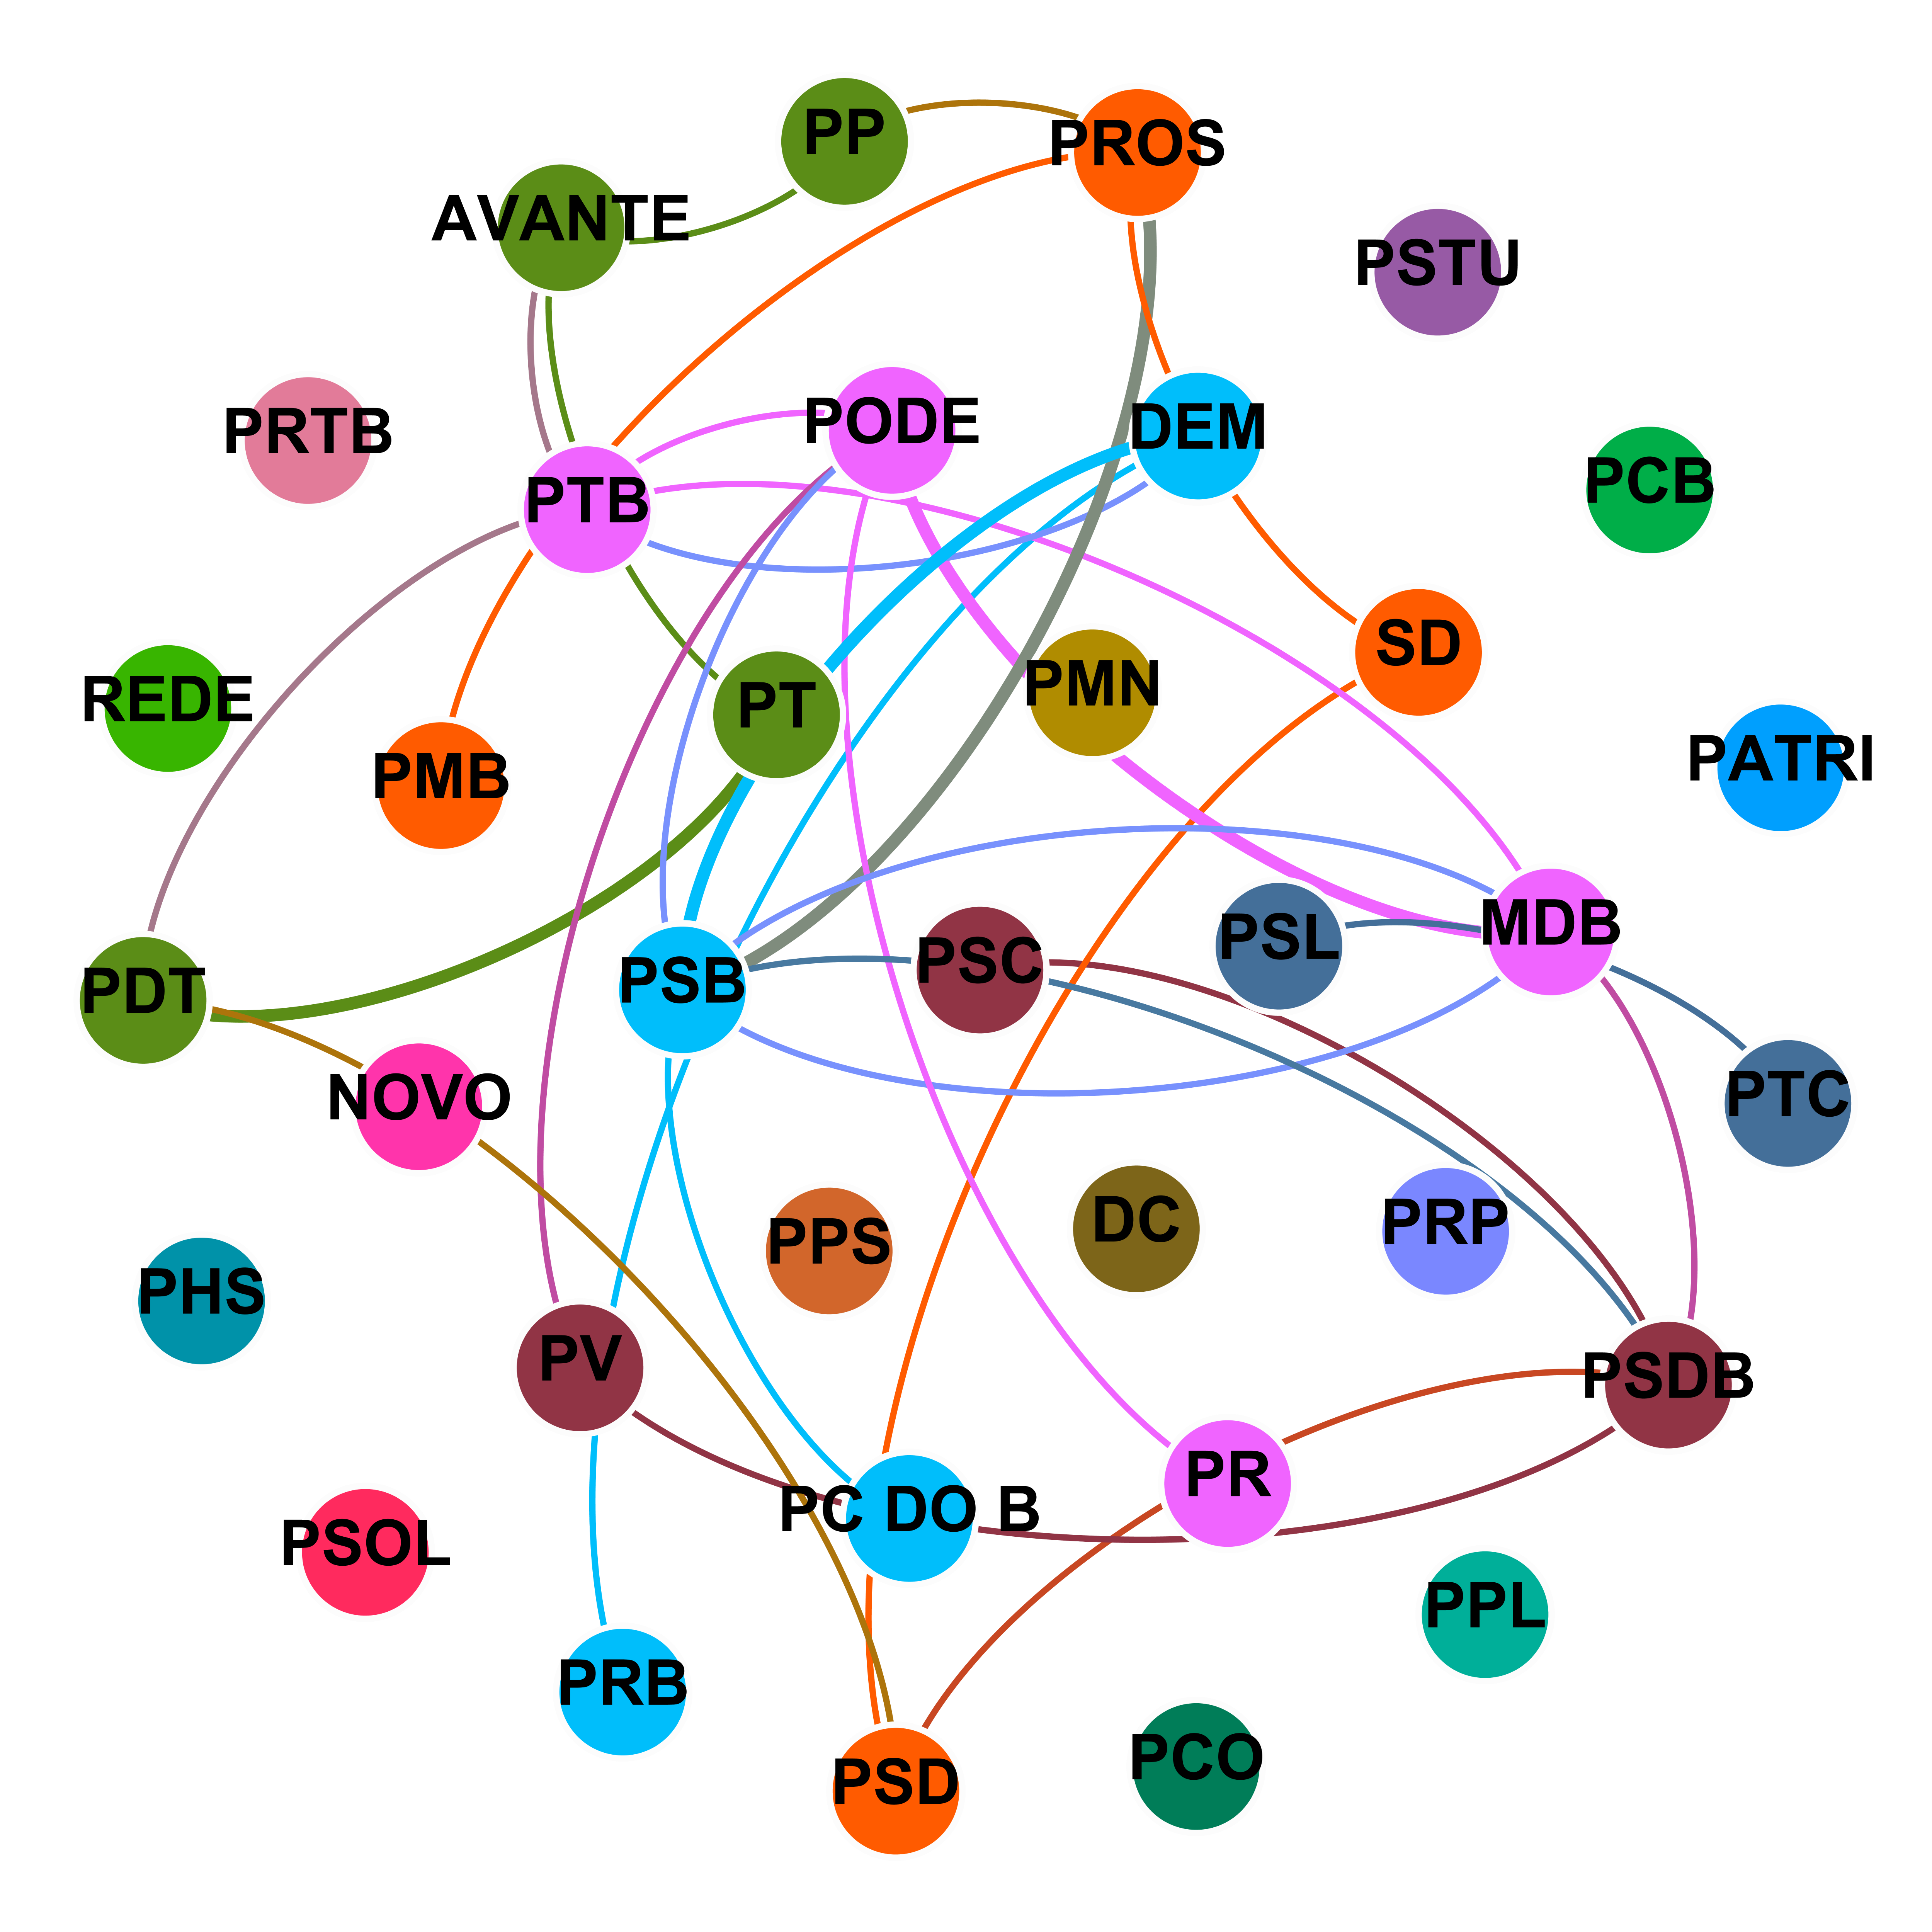 PP
PROS
AVANTE
PSTU
PODE
DEM
PRTB
PCB
PTB
SD
PMN
REDE
PT
PATRI
PMB
MDB
PSL
PSC
PSB
PDT
NOVO
PTC
DC
PRP
PPS
PHS
PV
PSDB
PR
PC DO B
PSOL
PPL
PRB
PCO
PSD